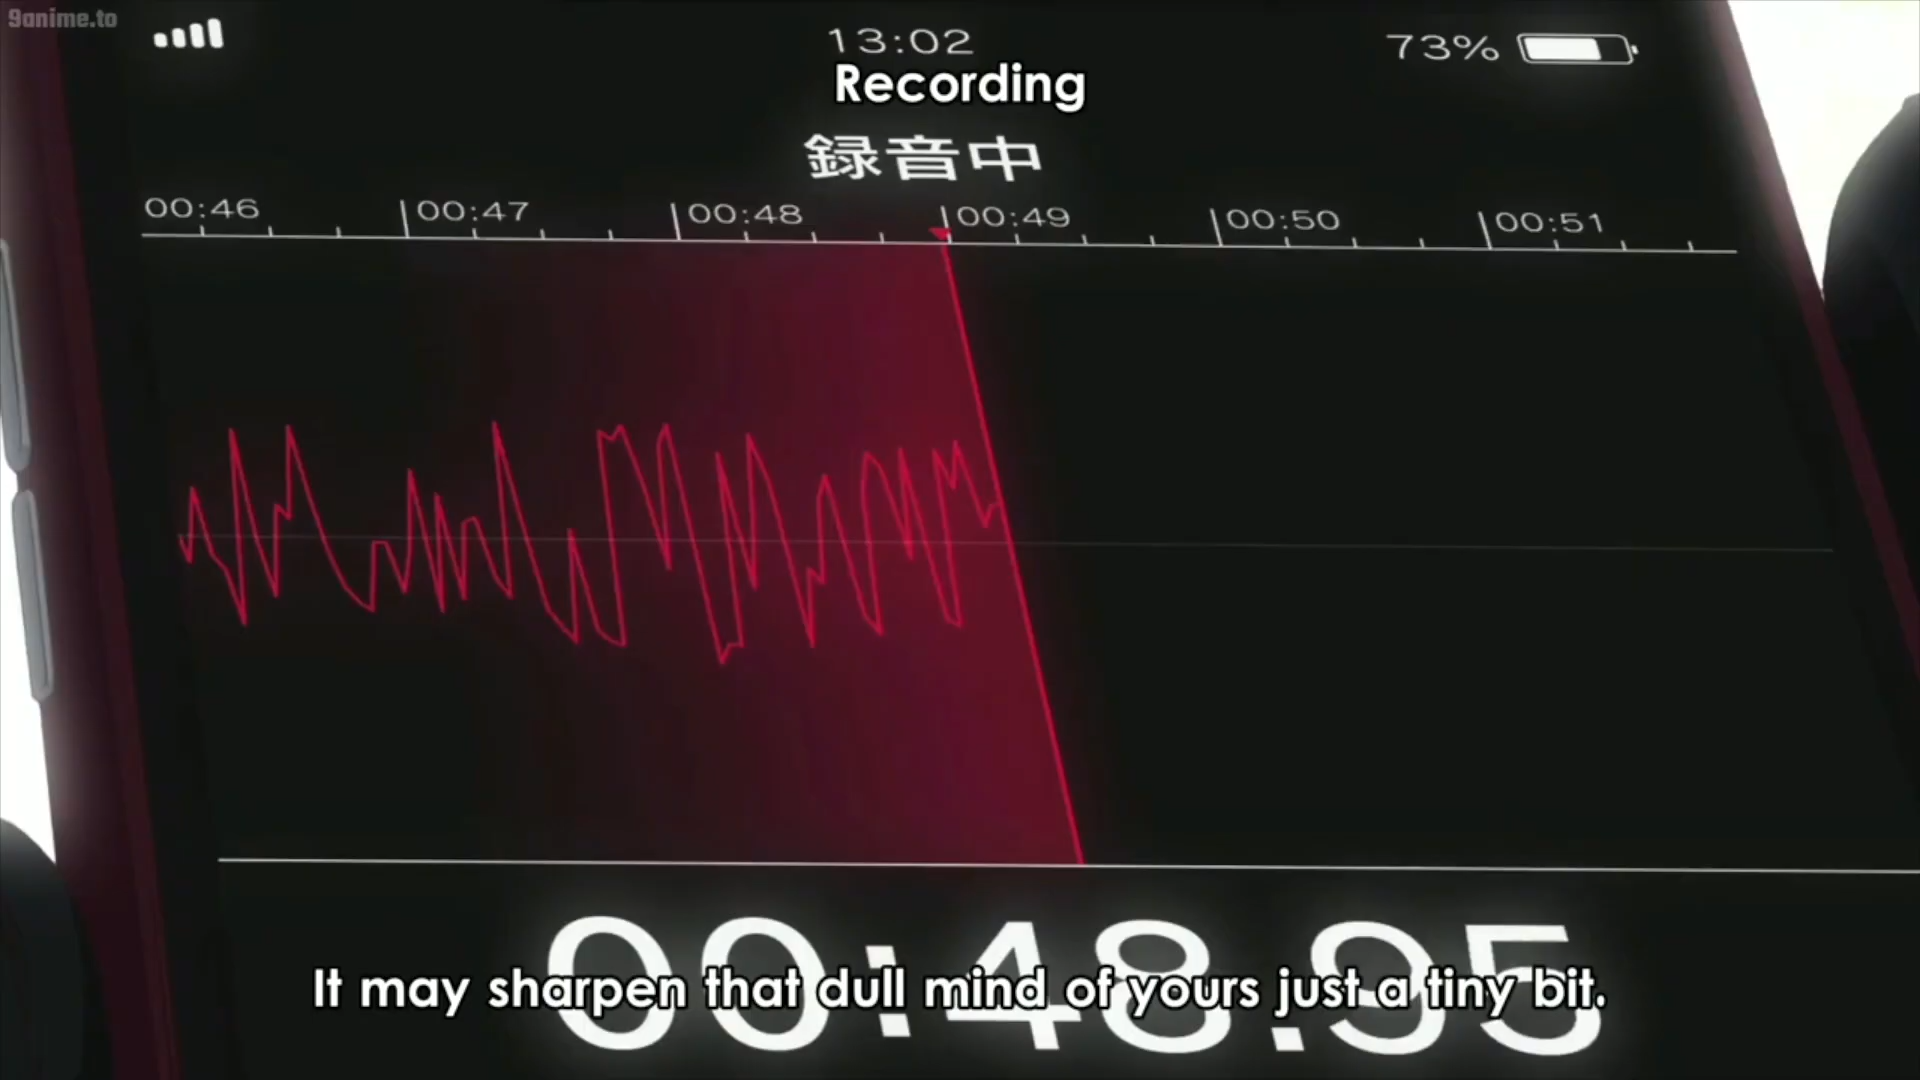 9anime.to
13:02
73%
Recording
録音中
00:46 00:47 00:48 00:49 00:50 00:51
00:48.95
It may sharpen that dull mind of yours just a tiny bit.